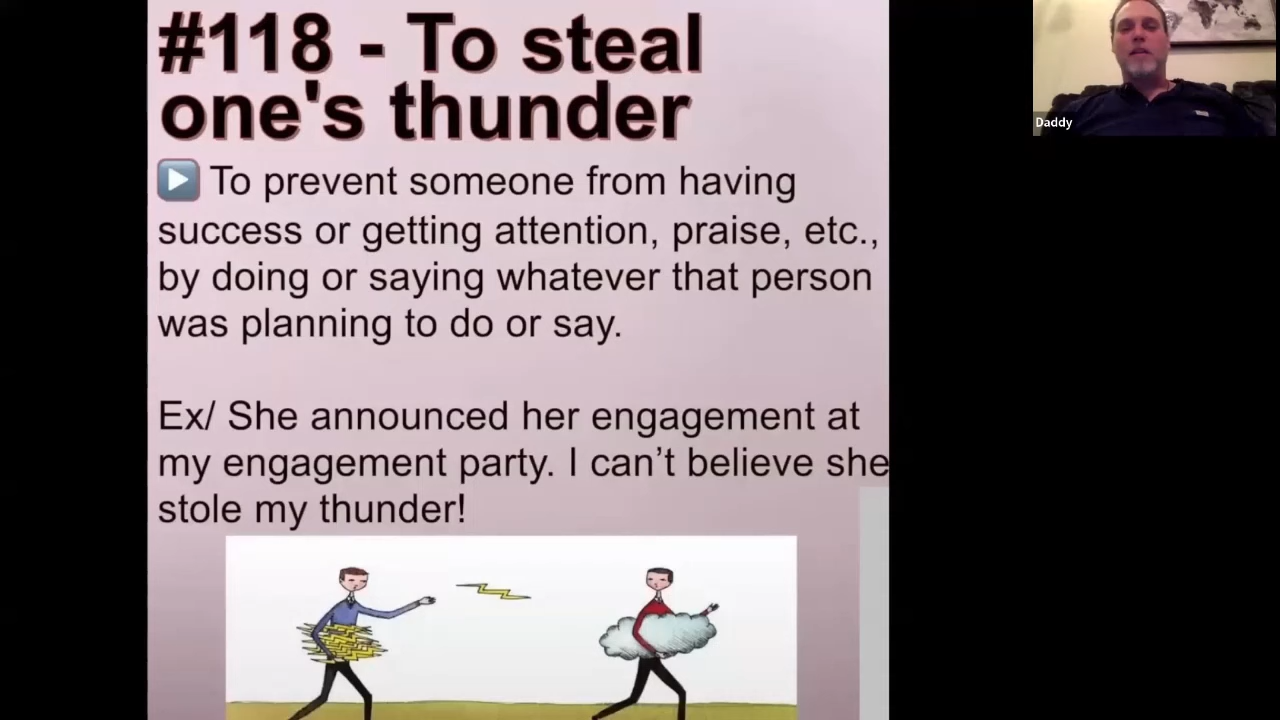 #118 - To steal
one's thunder
To prevent someone from having
success or getting attention, praise, etc.,
by doing or saying whatever that person
was planning to do or say.
Ex/ She announced her engagement at
my engagement party. I can’t believe she
stole my thunder!
Daddy